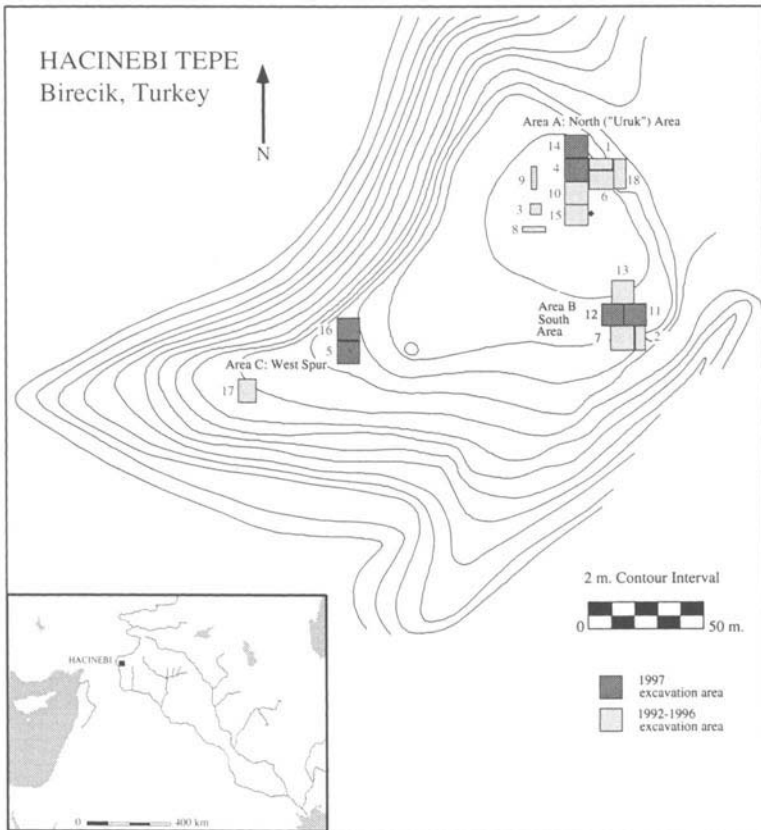 HACINEBI TEPE
Birecik, Turkey
N
Area A: North ("Uruk") Area
14
1
4
9
18
10
6
3
15
8
13
Area B
South
Area
12
11
7
2
16
5
Area C: West Spur
17
2 m. Contour Interval
0
50 m.
HACINEBI
1997
excavation area
1992-1996
excavation area
0
400 km